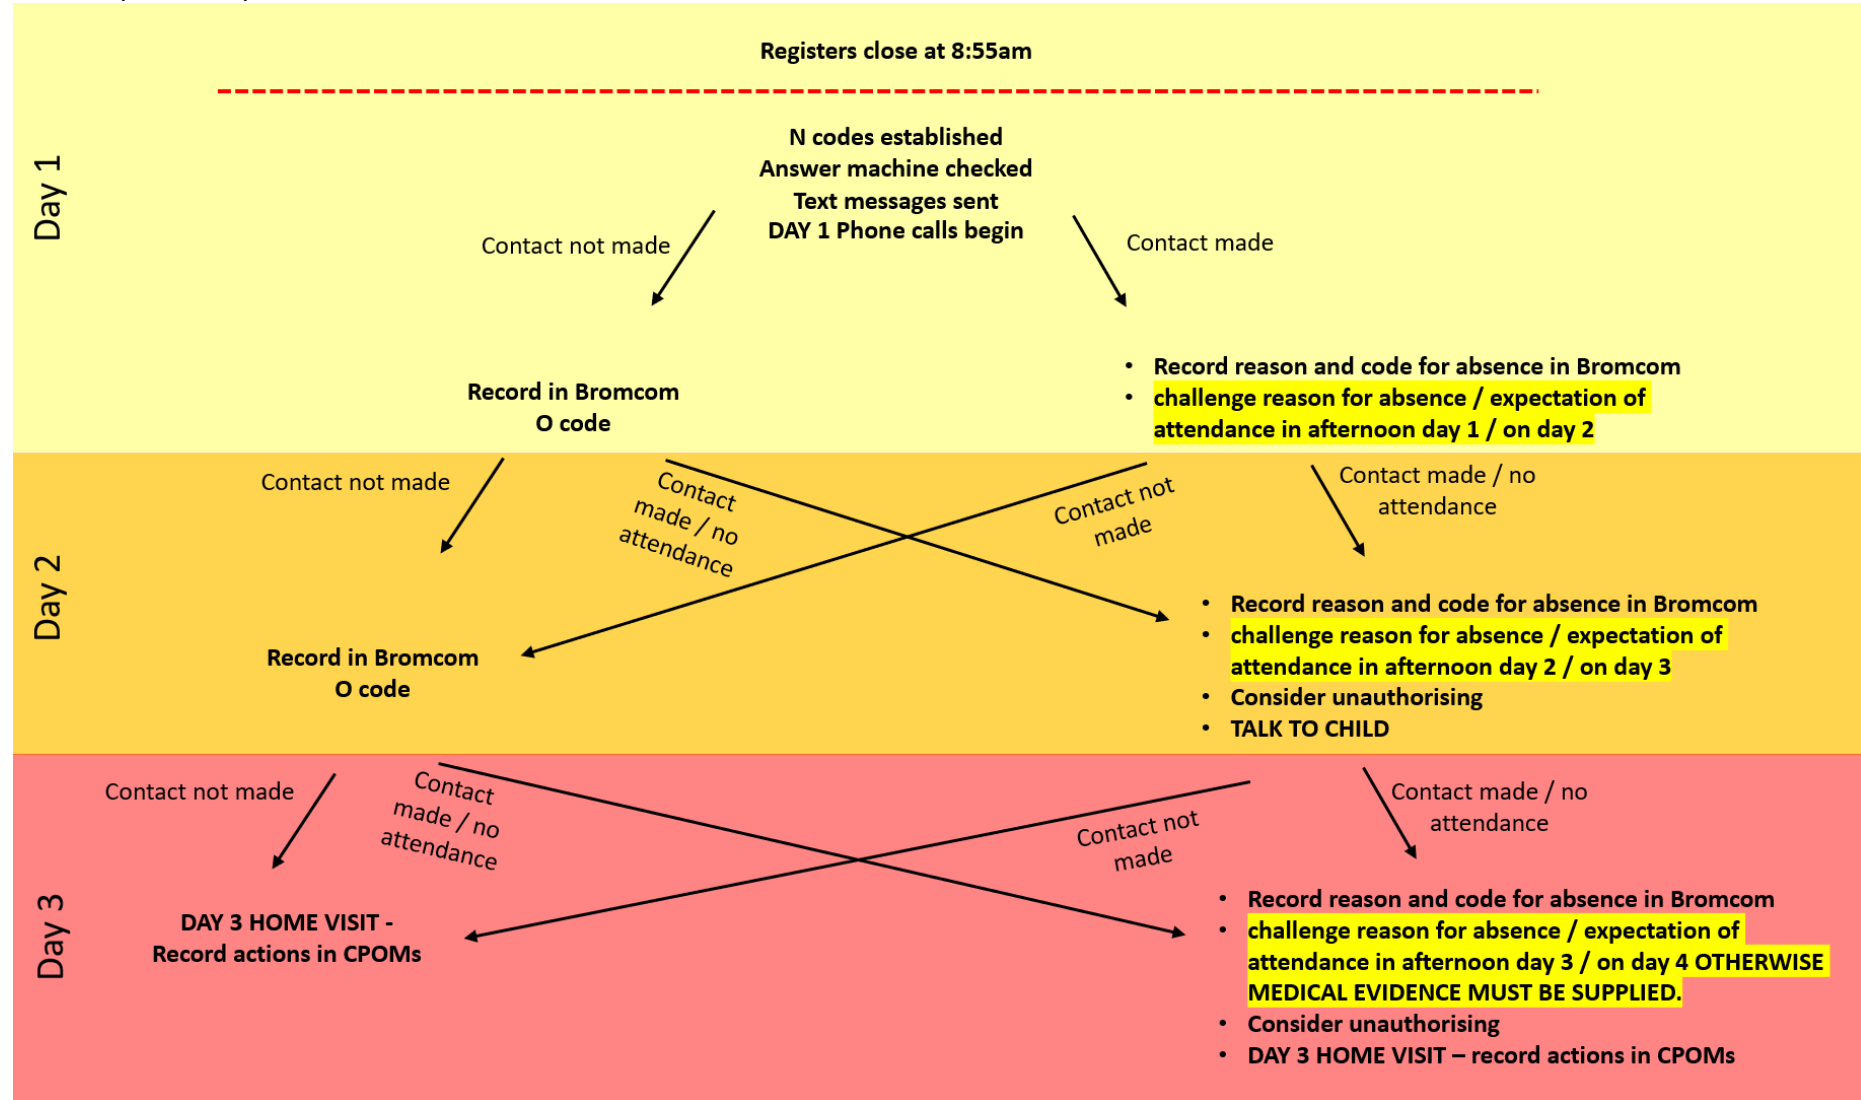 Registers close at 8:55am
Day 1
N codes established
Answer machine checked
Text messages sent
DAY 1 Phone calls begin
Contact not made
Contact made
Record in Bromcom
O code
• Record reason and code for absence in Bromcom
• challenge reason for absence / expectation of
attendance in afternoon day 1 / on day 2
Day 2
Contact not made
Contact
made / no
attendance
Contact not
made
Contact made / no
attendance
Record in Bromcom
O code
• Record reason and code for absence in Bromcom
• challenge reason for absence / expectation of
attendance in afternoon day 2 / on day 3
• Consider unauthorising
• TALK TO CHILD
Day 3
Contact not made
Contact
made / no
attendance
Contact not
made
Contact made / no
attendance
DAY 3 HOME VISIT -
Record actions in CPOMs
• Record reason and code for absence in Bromcom
• challenge reason for absence / expectation of
attendance in afternoon day 3 / on day 4 OTHERWISE
MEDICAL EVIDENCE MUST BE SUPPLIED.
• Consider unauthorising
• DAY 3 HOME VISIT – record actions in CPOMs